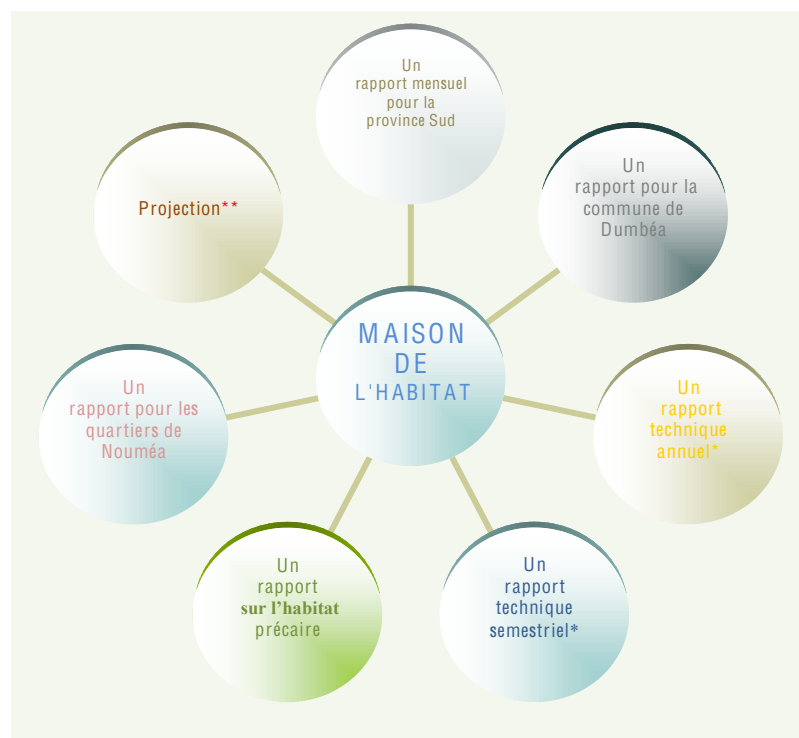 Un
rapport mensuel
pour la
province Sud
Un
rapport pour la
commune de
Dumbéa
Projection**
MAISON
DE
L'HABITAT
Un
rapport pour les
quartiers de
Nouméa
Un
rapport
technique
annuel*
Un
rapport
sur l’habitat
précaire
Un
rapport
technique
semestriel*